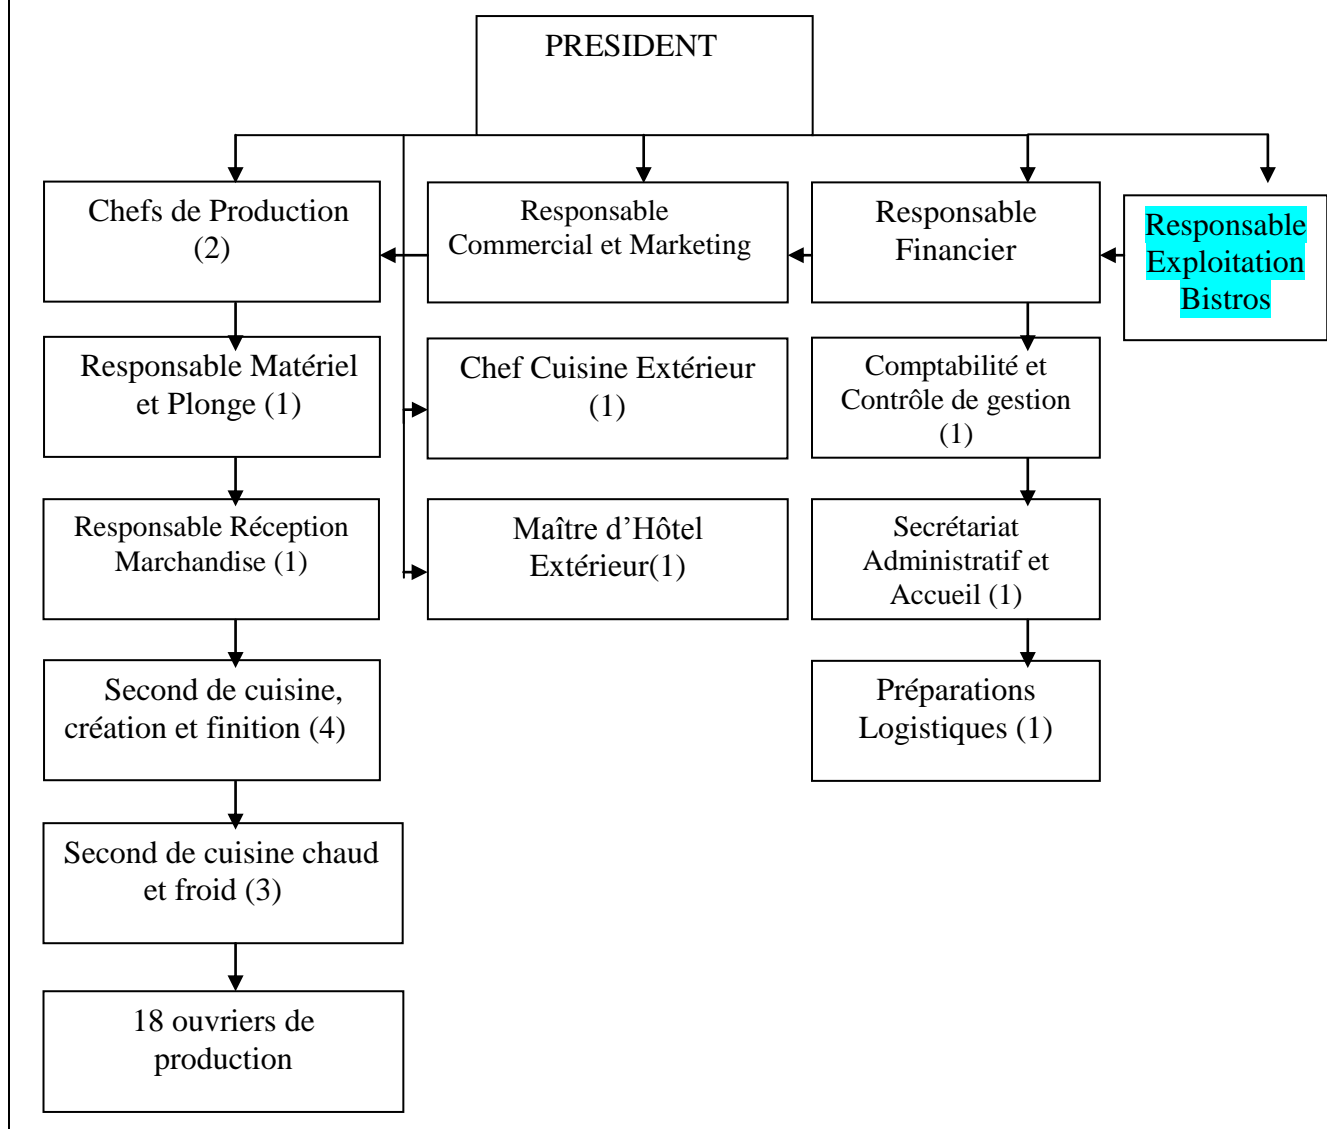 PRESIDENT
Chefs de Production
(2)
Responsable
Commercial et Marketing
Responsable
Financier
Responsable
Exploitation
Bistros
Responsable Matériel
et Plonge (1)
Chef Cuisine Extérieur
(1)
Comptabilité et
Contrôle de gestion
(1)
Responsable Réception
Marchandise (1)
Maître d’Hôtel
Extérieur(1)
Secrétariat
Administratif et
Accueil (1)
Second de cuisine,
création et finition (4)
Préparations
Logistiques (1)
Second de cuisine chaud
et froid (3)
18 ouvriers de
production